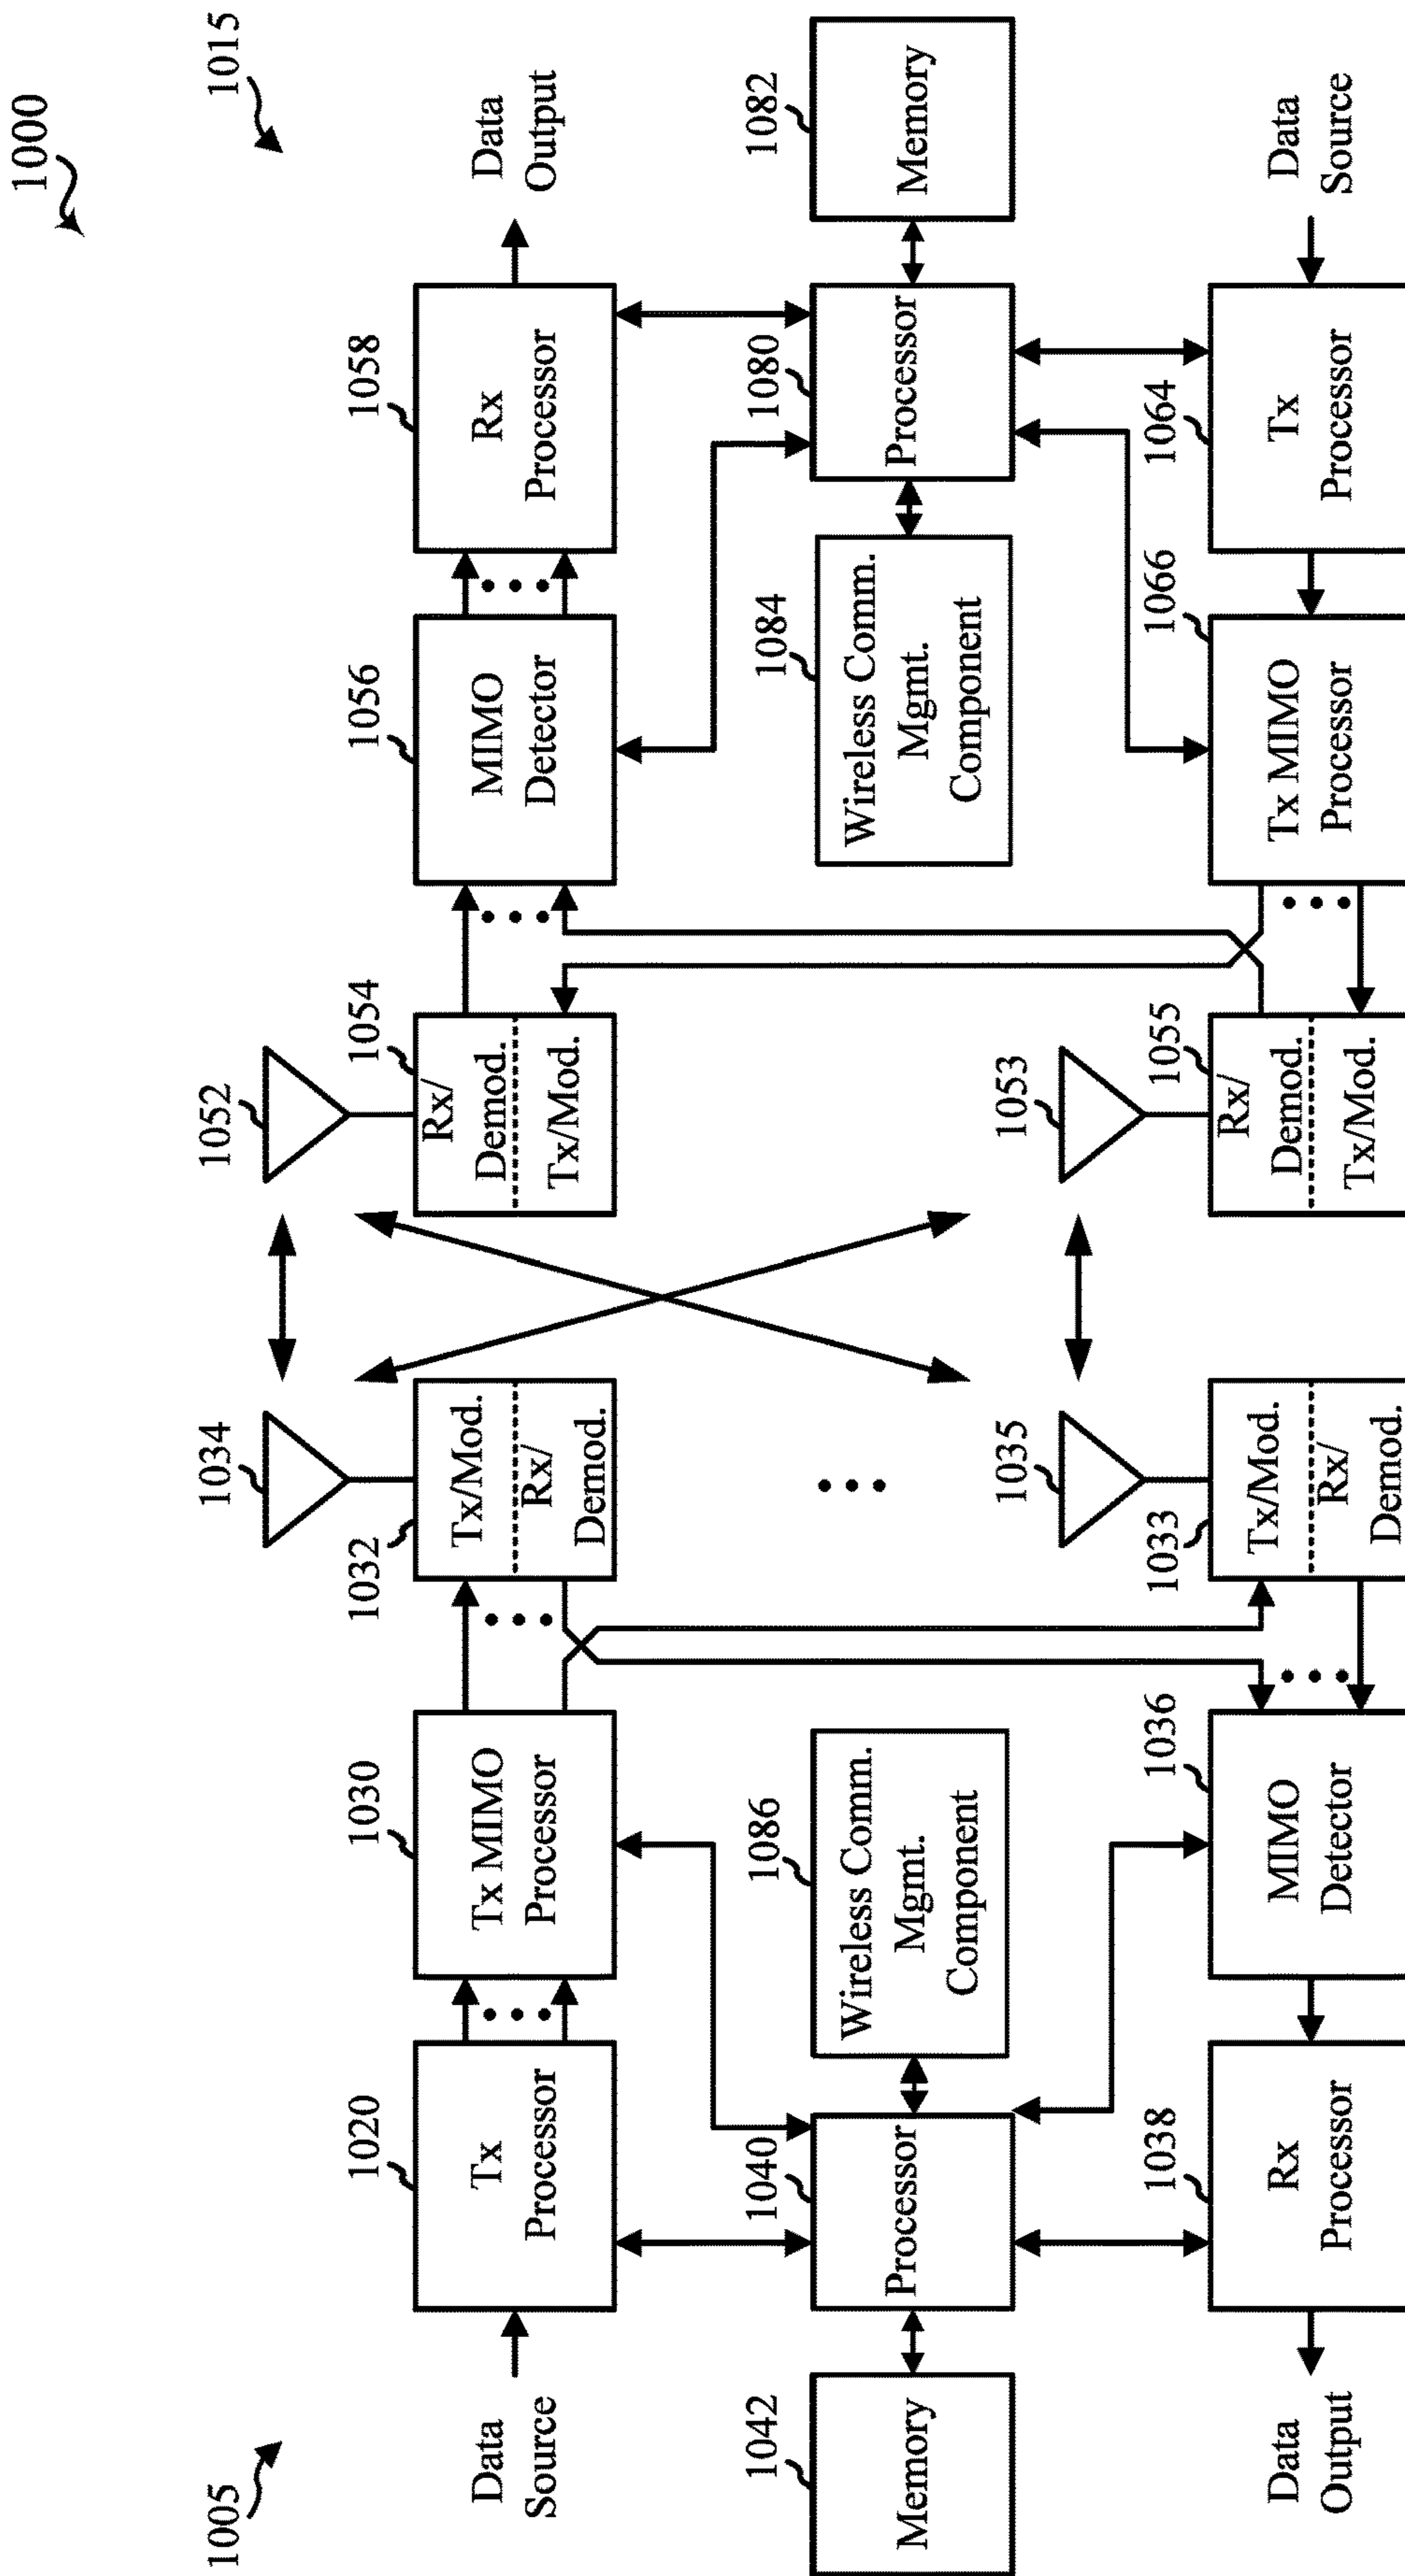 1000
1005
1015
1034
1052
1020
1030
1032
1054
1056
1058
Data
Source
Tx
Processor
Tx MIMO
Processor
Tx/Mod.
Rx/
Demod.
Rx/
Demod.
Tx/Mod.
MIMO
Detector
Rx
Processor
Data
Output
1042
1040
1086
1084
1080
1082
Memory
Processor
Wireless Comm.
Mgmt.
Component
Wireless Comm.
Mgmt.
Component
Processor
Memory
1035
1053
1038
1036
1033
1055
1066
1064
Data
Output
Rx
Processor
MIMO
Detector
Tx/Mod.
Rx/
Demod.
Rx/
Demod.
Tx/Mod.
Tx MIMO
Processor
Tx
Processor
Data
Source